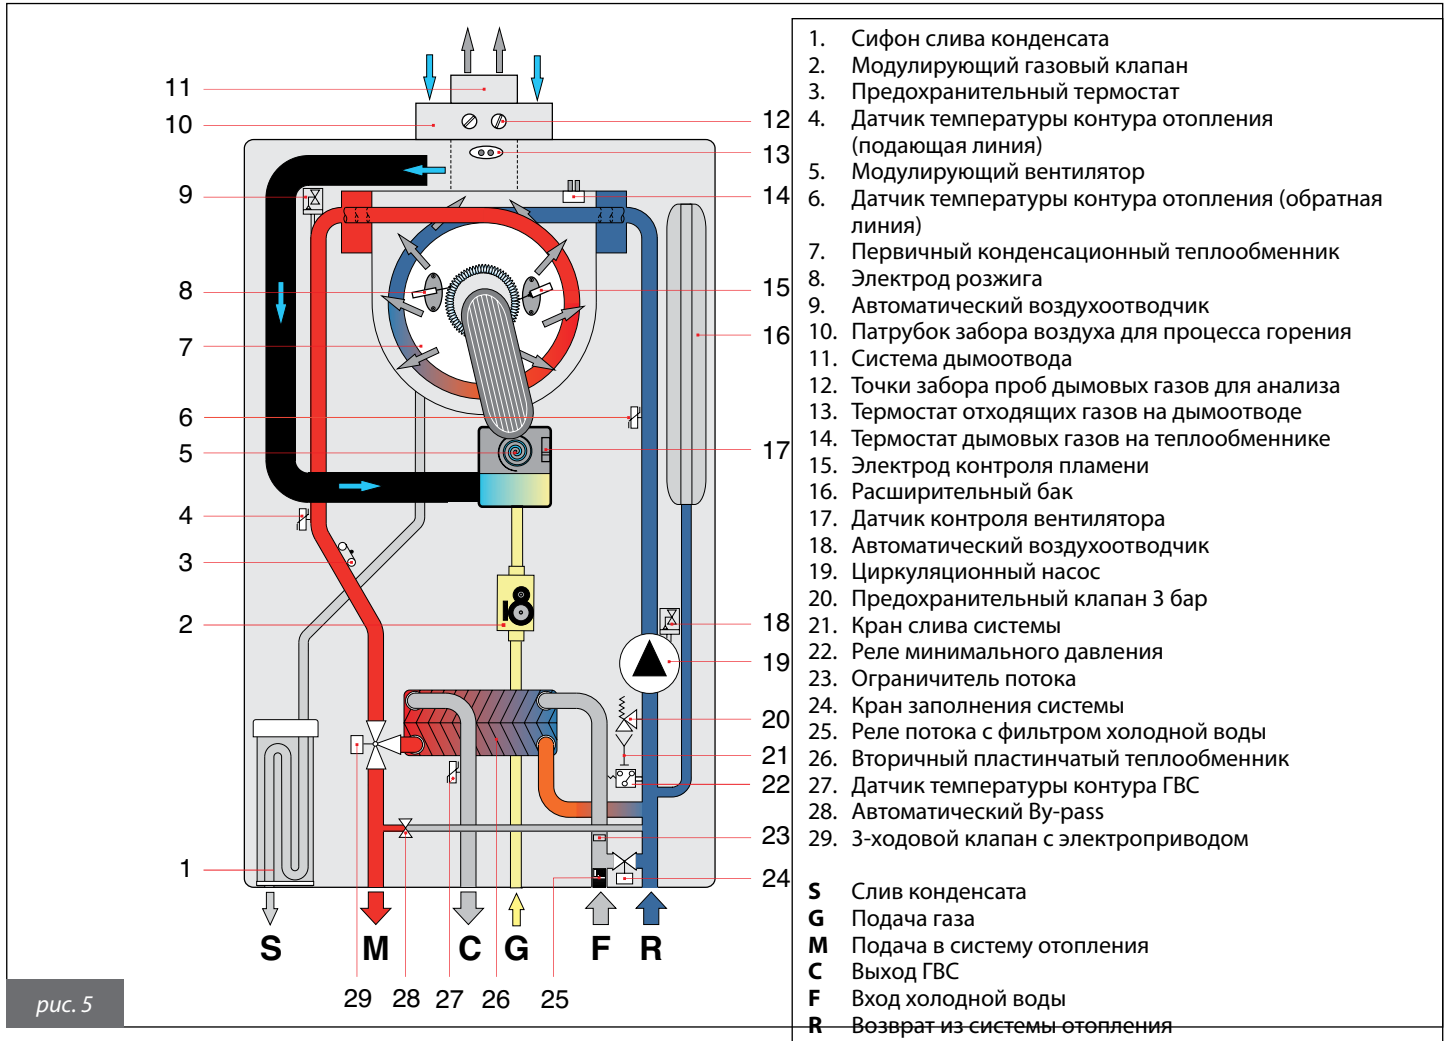 11
10
9
8
7
6
5
4
3
2
1
12
13
14
15
16
17
18
19
20
21
22
23
24
S
M
C
G
F
R
29
28
27
26
25
рис. 5
1. Сифон слива конденсата
2. Модулирующий газовый клапан
3. Предохранительный термостат
4. Датчик температуры контура отопления
(подающая линия)
5. Модулирующий вентилятор
6. Датчик температуры контура отопления (обратная
линия)
7. Первичный конденсационный теплообменник
8. Электрод розжига
9. Автоматический воздухоотводчик
10. Патрубок забора воздуха для процесса горения
11. Система дымоотвода
12. Точки забора проб дымовых газов для анализа
13. Термостат отходящих газов на дымоотводе
14. Термостат дымовых газов на теплообменнике
15. Электрод контроля пламени
16. Расширительный бак
17. Датчик контроля вентилятора
18. Автоматический воздухоотводчик
19. Циркуляционный насос
20. Предохранительный клапан 3 бар
21. Кран слива системы
22. Реле минимального давления
23. Ограничитель потока
24. Кран заполнения системы
25. Реле потока с фильтром холодной воды
26. Вторичный пластинчатый теплообменник
27. Датчик температуры контура ГВС
28. Автоматический By-pass
29. 3-ходовой клапан с электроприводом
S Слив конденсата
G Подача газа
M Подача в систему отопления
C Выход ГВС
F Вход холодной воды
R Возврат из системы отопления